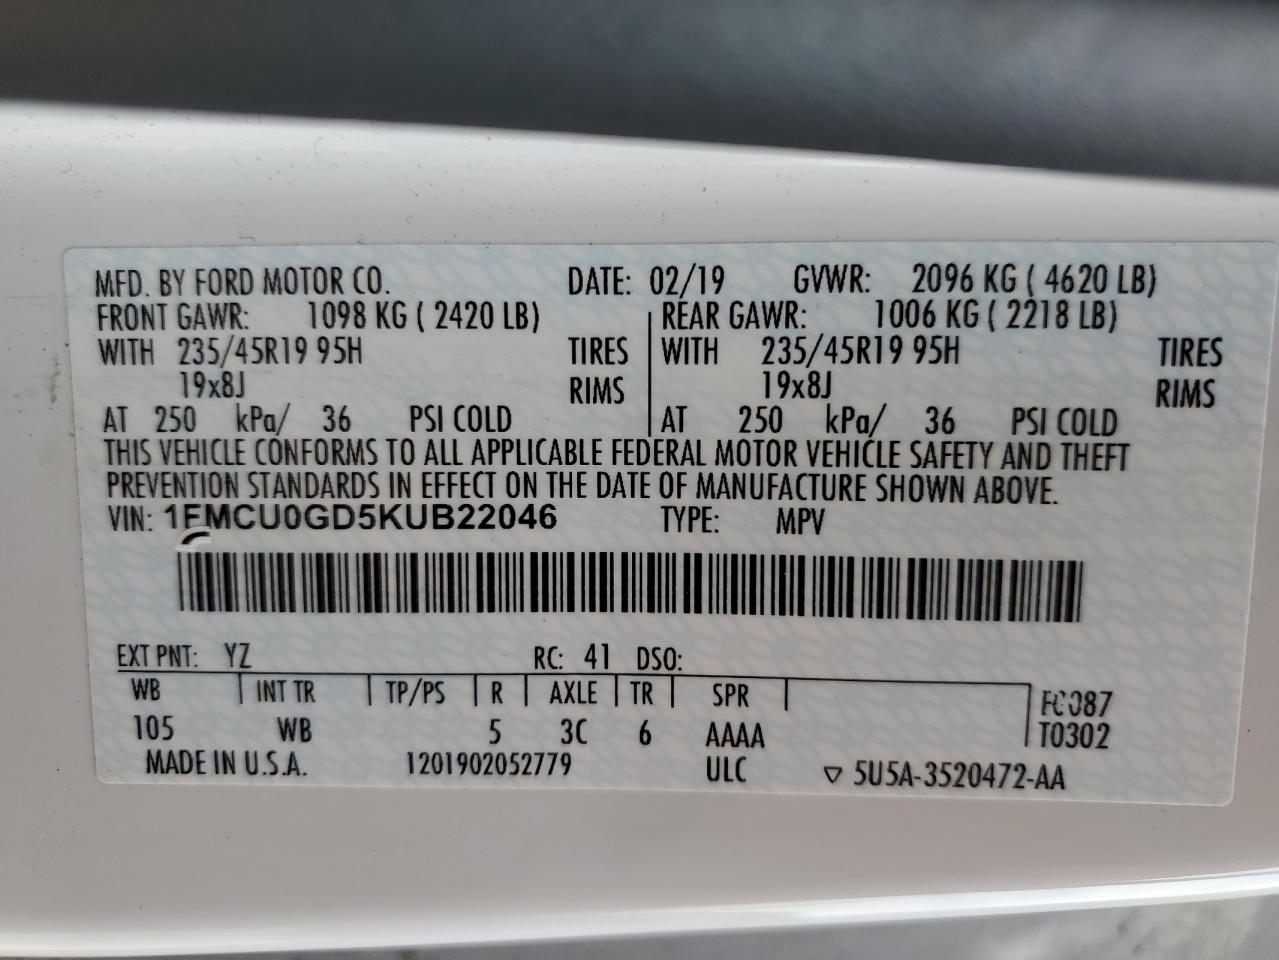 MFD. BY FORD MOTOR CO. DATE: 02/19 GVWR: 2096 KG ( 4620 LB)
FRONT GAWR: 1098 KG ( 2420 LB) REAR GAWR: 1006 KG ( 2218 LB)
WITH 235/45R19 95H TIRES WITH 235/45R19 95H TIRES
19x8J RIMS 19x8J RIMS
AT 250 kPa/ 36 PSI COLD AT 250 kPa/ 36 PSI COLD
THIS VEHICLE CONFORMS TO ALL APPLICABLE FEDERAL MOTOR VEHICLE SAFETY AND THEFT
PREVENTION STANDARDS IN EFFECT ON THE DATE OF MANUFACTURE SHOWN ABOVE.
VIN: 1FMCU0GD5KUB22046 TYPE: MPV
EXT PNT: YZ RC: 41 DSO:
WB INT TR TP/PS R AXLE TR SPR
105 WB 5 3C 6 AAAA T0302
MADE IN U.S.A. 1201902052779 ULC ▽ 5U5A-3520472-AA